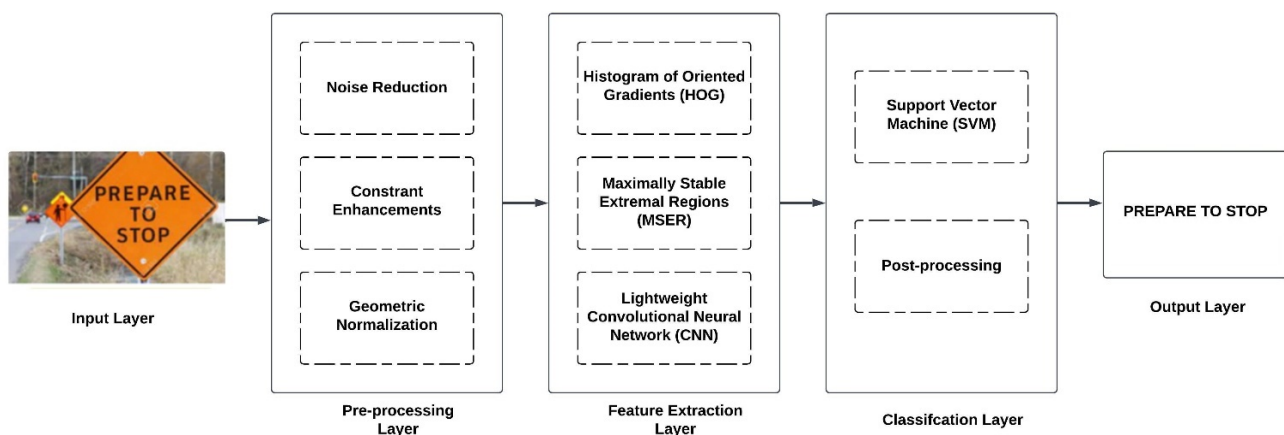 PREPARE
TO
STOP
Input Layer
Noise Reduction
Constrant
Enhancements
Geometric
Normalization
Pre-processing
Layer
Histogram of Oriented
Gradients (HOG)
Maximally Stable
Extremal Regions
(MSER)
Lightweight
Convolutional Neural
Network (CNN)
Feature Extraction
Layer
Support Vector
Machine (SVM)
Post-processing
Classifcation Layer
PREPARE TO STOP
Output Layer